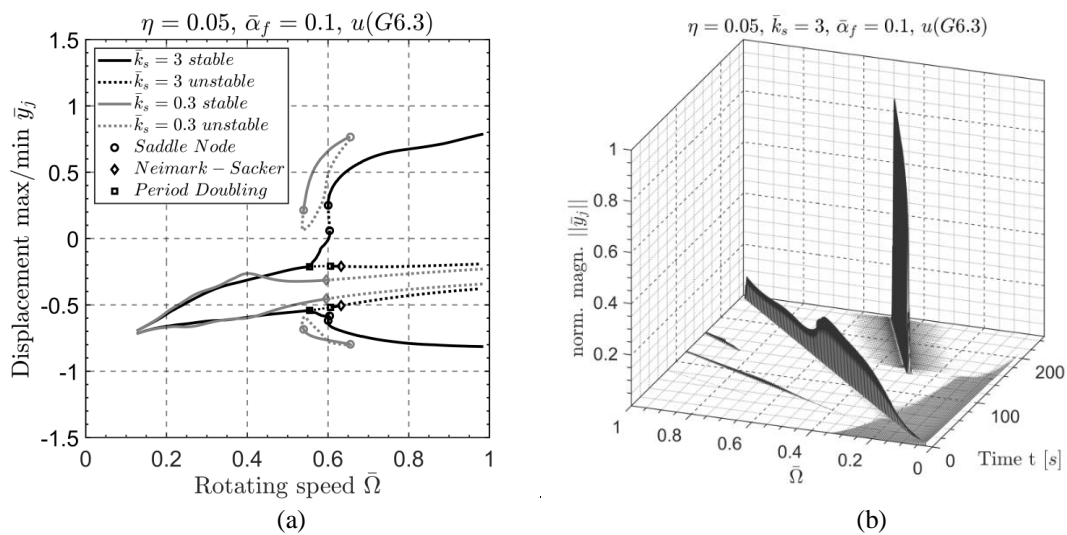 η = 0.05, ᾱ_f = 0.1, u(G6.3)
Displacement max/min ȳ_j
1.5
1
0.5
0
-0.5
-1
-1.5
k̄_s = 3 stable
k̄_s = 3 unstable
k̄_s = 0.3 stable
k̄_s = 0.3 unstable
Saddle Node
Neimark – Sacker
Period Doubling
0 0.2 0.4 0.6 0.8 1
Rotating speed Ω̄
(a)
η = 0.05, k̄_s = 3, ᾱ_f = 0.1, u(G6.3)
norm. magn. ||ȳ_j||
1
0.8
0.6
0.4
0.2
1 0.8 0.6 0.4 0.2 0
Ω̄
0 100 200
Time t [s]
(b)